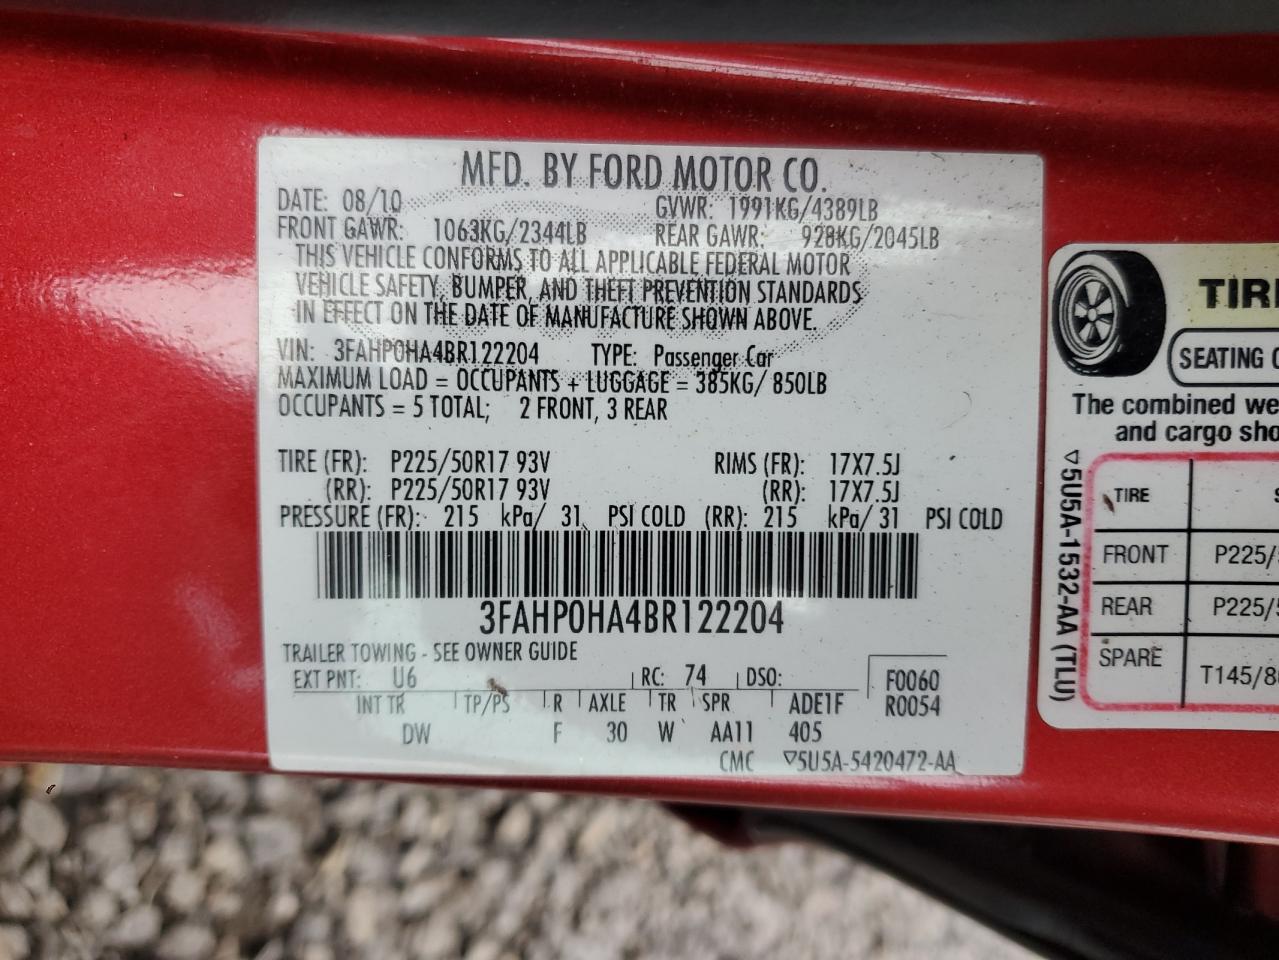 MFD. BY FORD MOTOR CO.
DATE: 08/10 GVWR: 1991KG/4389LB
FRONT GAWR: 1063KG/2344LB REAR GAWR: 928KG/2045LB
THIS VEHICLE CONFORMS TO ALL APPLICABLE FEDERAL MOTOR
VEHICLE SAFETY, BUMPER, AND THEFT PREVENTION STANDARDS
IN EFFECT ON THE DATE OF MANUFACTURE SHOWN ABOVE.
VIN: 3FAHP0HA4BR122204 TYPE: Passenger Car
MAXIMUM LOAD = OCCUPANTS + LUGGAGE = 385KG/ 850LB
OCCUPANTS = 5 TOTAL; 2 FRONT, 3 REAR
TIRE (FR): P225/50R17 93V RIMS (FR): 17X7.5J
(RR): P225/50R17 93V (RR): 17X7.5J
PRESSURE (FR): 215 kPa/ 31 PSI COLD (RR): 215 kPa/ 31 PSI COLD
3FAHP0HA4BR122204
TRAILER TOWING - SEE OWNER GUIDE
EXT PNT: U6 RC: 74 DSO: F0060
INT TR TP/PS R AXLE TR SPR ADE1F R0054
DW F 30 W AA11 405
CMC ▽5U5A-5420472-AA
TIR
SEATING
The combined we
and cargo sho
TIRE S
FRONT P225/
REAR P225/5
SPARE T145/8
▽5U5A-1532-AA (TLU)